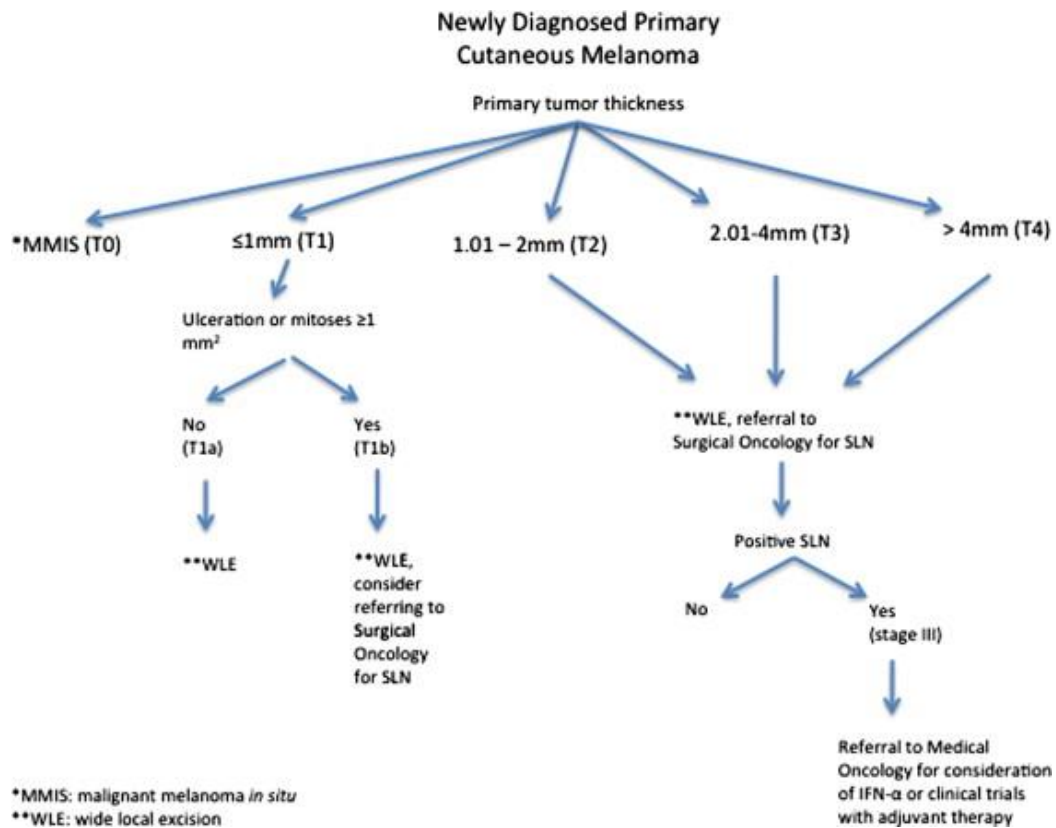 Newly Diagnosed Primary
Cutaneous Melanoma
Primary tumor thickness
*MMIS (T0)
≤1mm (T1)
1.01 – 2mm (T2)
2.01-4mm (T3)
> 4mm (T4)
Ulceration or mitoses ≥1
mm²
No
(T1a)
Yes
(T1b)
**WLE
**WLE,
consider
referring to
Surgical
Oncology
for SLN
**WLE, referral to
Surgical Oncology for SLN
Positive SLN
No
Yes
(stage III)
Referral to Medical
Oncology for consideration
of IFN-α or clinical trials
with adjuvant therapy
*MMIS: malignant melanoma in situ
**WLE: wide local excision